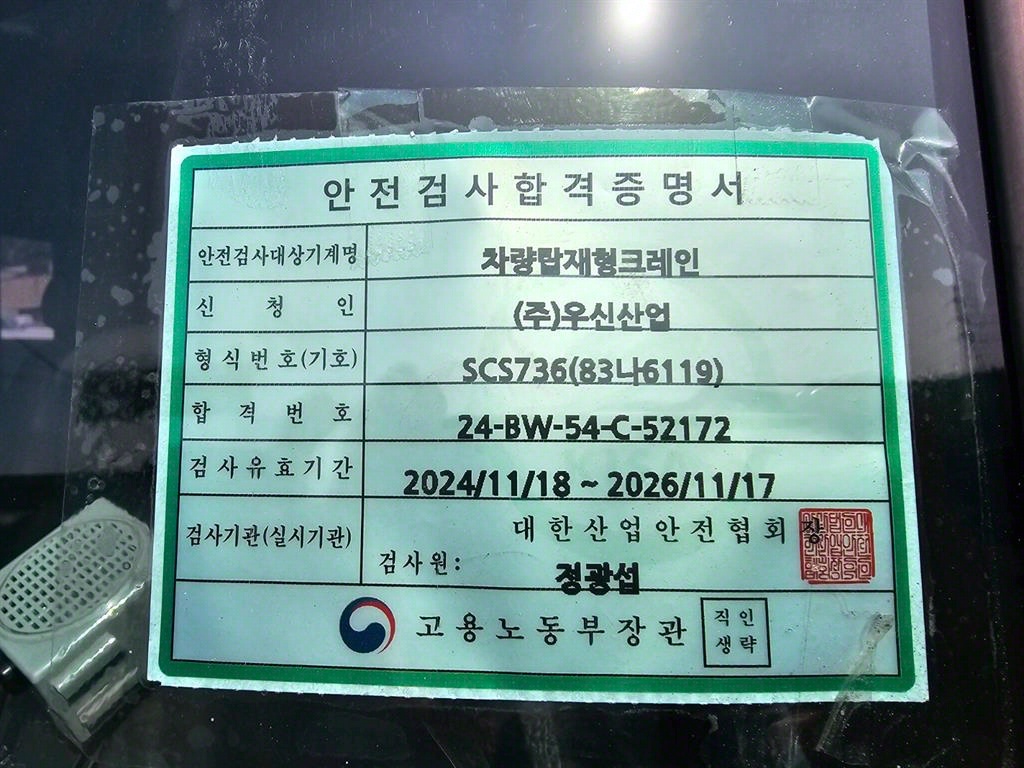 안전검사합격증명서
안전검사대상기계명 차량탑재형크레인
신청인 (주)우신산업
형식번호(기호) SCS736(83나6119)
합격번호 24-BW-54-C-52172
검사유효기간 2024/11/18 ~ 2026/11/17
검사기관(실시기관) 대한산업안전협회장
검사원: 정광섭
고용노동부장관 직인생략